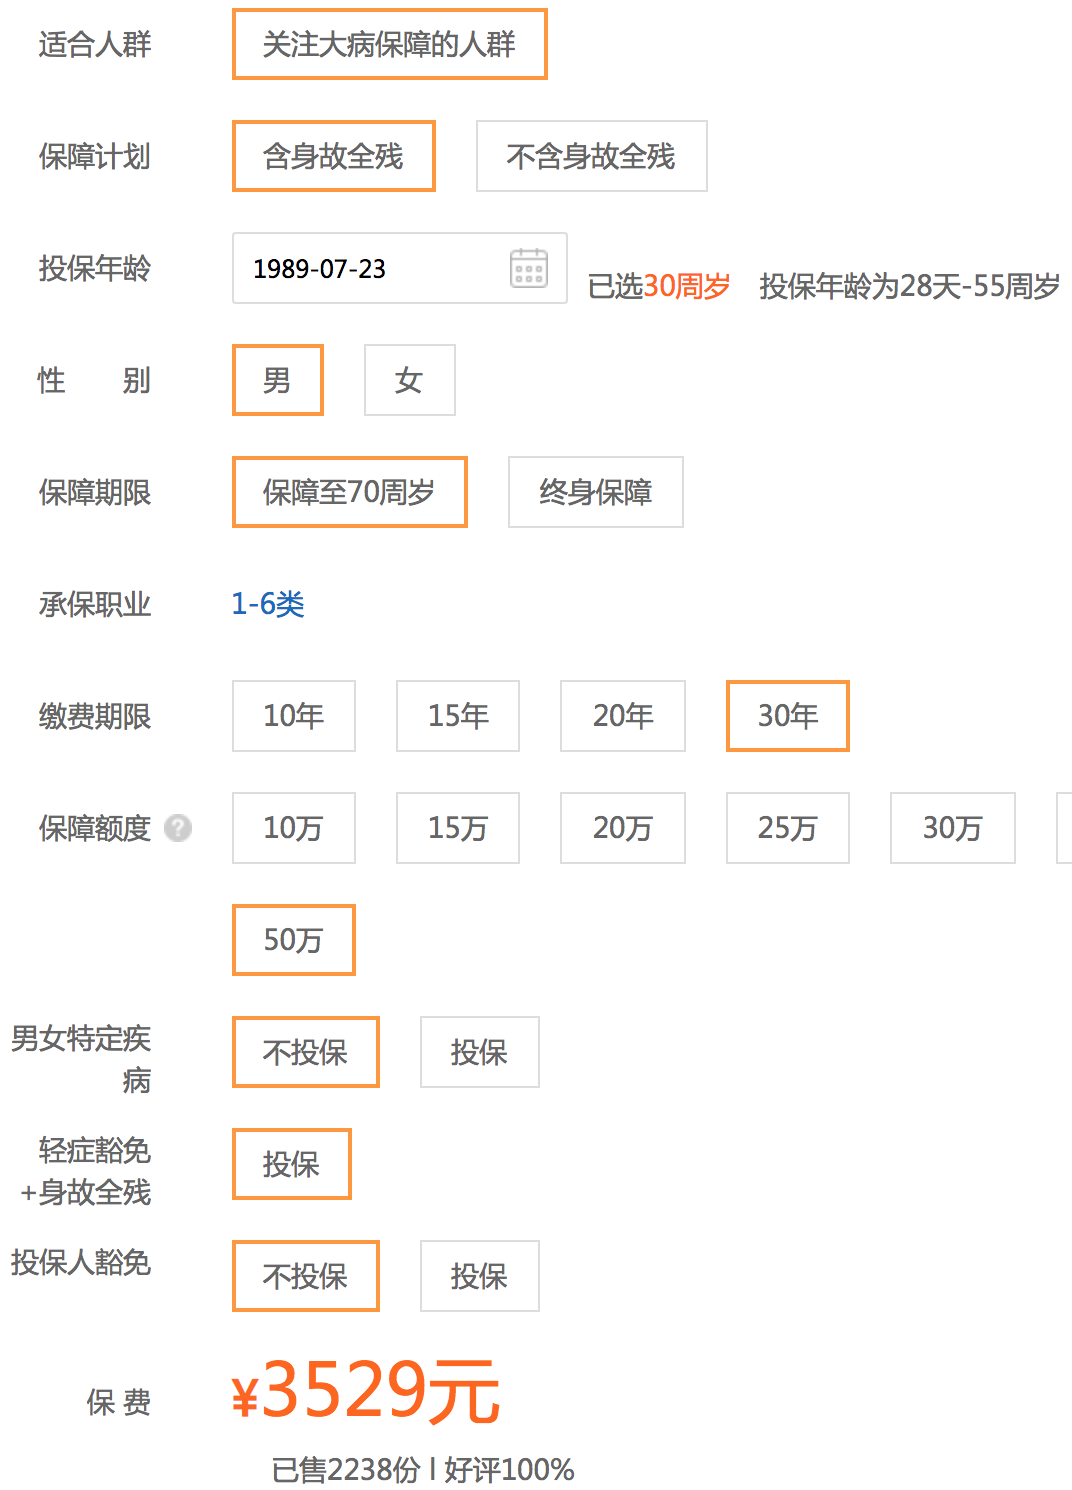 适合人群 关注大病保障的人群
保障计划 含身故全残 不含身故全残
投保年龄 1989-07-23 已选30周岁 投保年龄为28天-55周岁
性 别 男 女
保障期限 保障至70周岁 终身保障
承保职业 1-6类
缴费期限 10年 15年 20年 30年
保障额度 ? 10万 15万 20万 25万 30万
50万
男女特定疾
病 不投保 投保
轻症豁免
+身故全残 投保
投保人豁免 不投保 投保
保 费 ¥3529元
已售2238份 | 好评100%